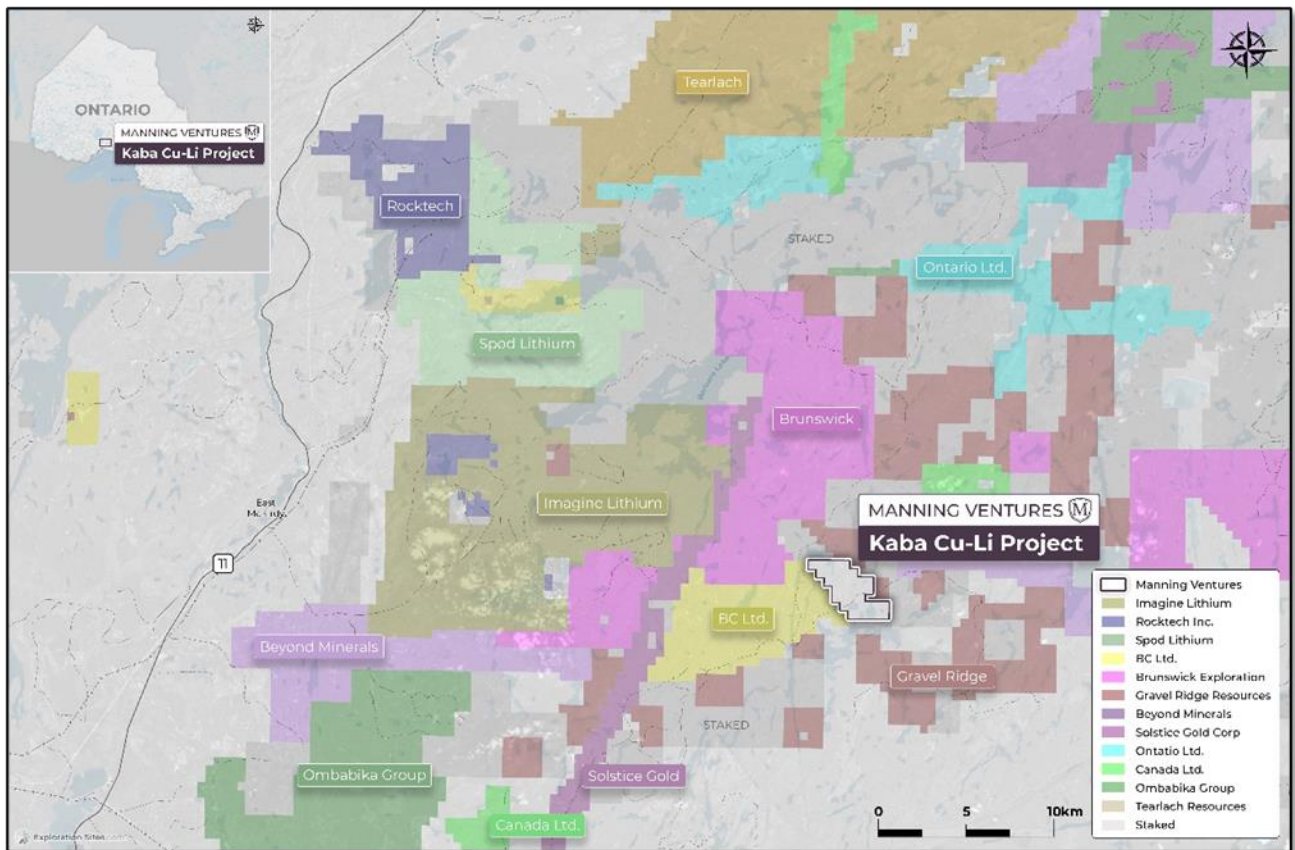 ONTARIO
MANNING VENTURES M
Kaba Cu-Li Project
Tearlach
Rocktech
STAKED
Ontario Ltd.
Spod Lithium
Brunswick
East
Imagine Lithium
MANNING VENTURES M
Kaba Cu-Li Project
11
BC Ltd.
Beyond Minerals
Gravel Ridge
STAKED
Ombabika Group
Solstice Gold
Canada Ltd.
0 5 10km
Manning Ventures
Imagine Lithium
Rocktech Inc.
Spod Lithium
BC Ltd.
Brunswick Exploration
Gravel Ridge Resources
Beyond Minerals
Solstice Gold Corp
Ontatio Ltd.
Canada Ltd.
Ombabika Group
Tearlach Resources
Staked
Exploration Sites